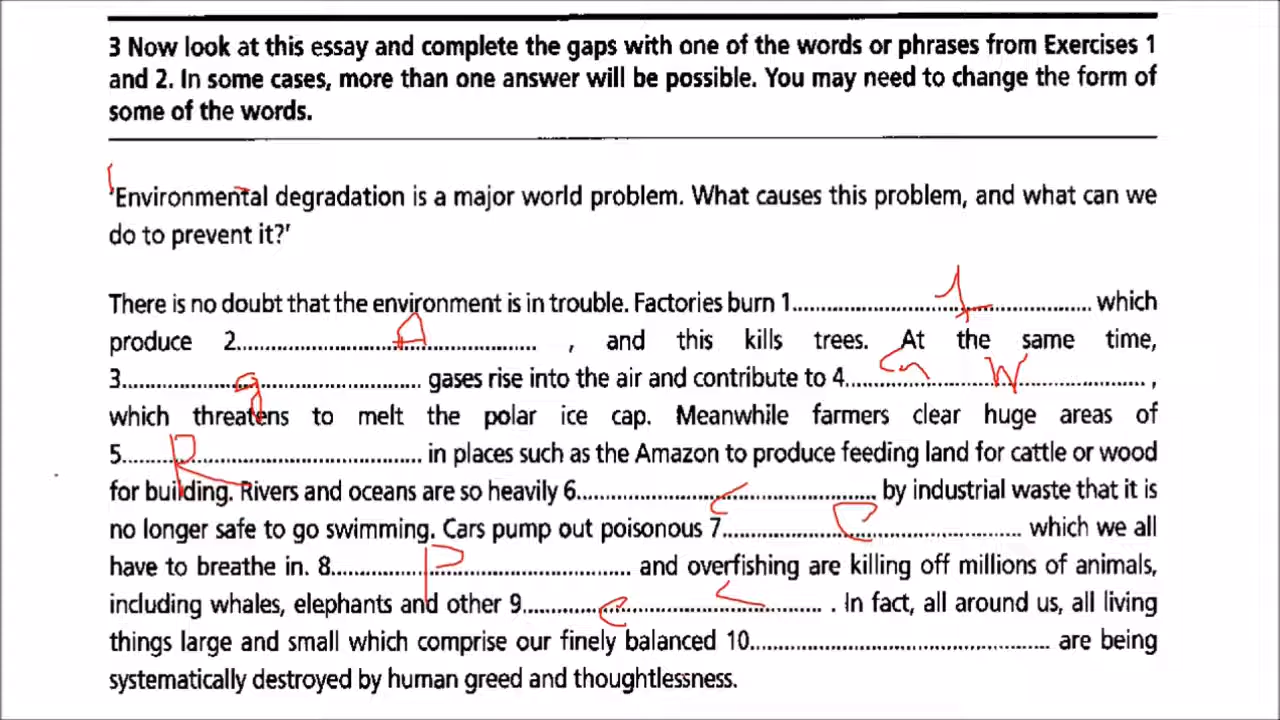 3 Now look at this essay and complete the gaps with one of the words or phrases from Exercises 1
and 2. In some cases, more than one answer will be possible. You may need to change the form of
some of the words.
'Environmental degradation is a major world problem. What causes this problem, and what can we
do to prevent it?'
There is no doubt that the environment is in trouble. Factories burn 1.................................................. which
produce 2.................................................. , and this kills trees. At the same time,
3.................................................. gases rise into the air and contribute to 4.................................................. ,
which threatens to melt the polar ice cap. Meanwhile farmers clear huge areas of
5.................................................. in places such as the Amazon to produce feeding land for cattle or wood
for building. Rivers and oceans are so heavily 6.................................................. by industrial waste that it is
no longer safe to go swimming. Cars pump out poisonous 7.................................................. which we all
have to breathe in. 8.................................................. and overfishing are killing off millions of animals,
including whales, elephants and other 9.................................................. . In fact, all around us, all living
things large and small which comprise our finely balanced 10.................................................. are being
systematically destroyed by human greed and thoughtlessness.